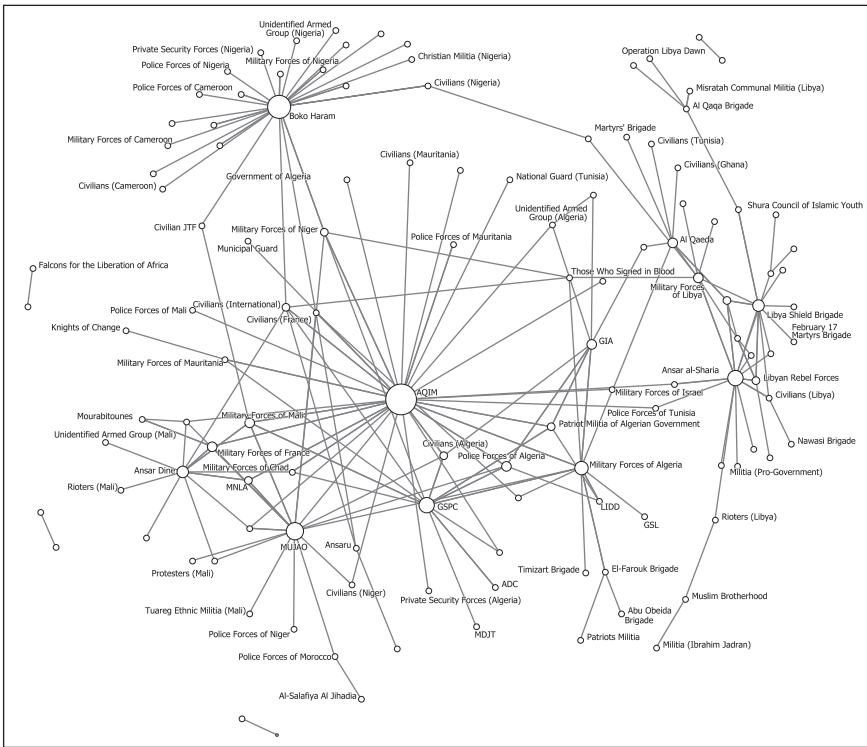 Unidentified Armed
Group (Nigeria)
Operation Libya Dawn
Private Security Forces (Nigeria)
Military Forces of Nigeria
Christian Militia (Nigeria)
Police Forces of Nigeria
Civilians (Nigeria)
Police Forces of Cameroon
Misratah Communal Militia (Libya)
Al Qaqa Brigade
Boko Haram
Martyrs' Brigade
Military Forces of Cameroon
Civilians (Tunisia)
Civilians (Mauritania)
Civilians (Ghana)
Government of Algeria
National Guard (Tunisia)
Civilians (Cameroon)
Shura Council of Islamic Youth
Unidentified Armed
Group (Algeria)
Civilian JTF
Military Forces of Niger
Municipal Guard
Police Forces of Mauritania
Al Qaeda
Falcons for the Liberation of Africa
Those Who Signed in Blood
Military Forces
of Libya
Civilians (International)
Police Forces of Mali
Civilians (France)
Libya Shield Brigade
Knights of Change
February 17
Martyrs Brigade
GIA
Military Forces of Mauritania
Ansar al-Sharia
Libyan Rebel Forces
AQIM
Military Forces of Israel
Civilians (Libya)
Mourabitounes
Military Forces of Mali
Police Forces of Tunisia
Patriot Militia of Algerian Government
Unidentified Armed Group (Mali)
Civilians (Algeria)
Nawasi Brigade
Military Forces of France
Police Forces of Algeria
Ansar Dine
Military Forces of Chad
Military Forces of Algeria
Militia (Pro-Government)
Rioters (Mali)
MNLA
GSPC
LIDD
GSL
Rioters (Libya)
MUJAO
Ansaru
Protesters (Mali)
Timizart Brigade
El-Farouk Brigade
Civilians (Niger)
ADC
Private Security Forces (Algeria)
Muslim Brotherhood
Tuareg Ethnic Militia (Mali)
Abu Obeida
Brigade
Police Forces of Niger
MDJT
Patriots Militia
Militia (Ibrahim Jadran)
Police Forces of Morocco
Al-Salafiya Al Jihadia